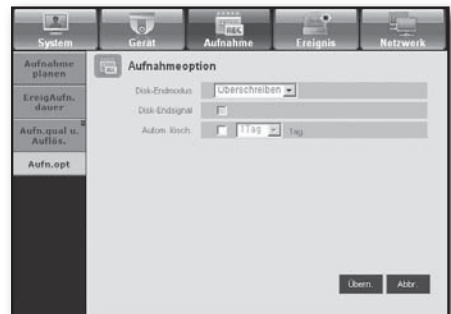 System Gerät Aufnahme Ereignis Netzwerk
Aufnahme
planen
EreigAufn.
dauer
Aufn.qual u.
Auflös.
Aufn.opt
Aufnahmeoption
Disk-Endmodus Überschreiben
Disk-Endsignal
Autom. lösch. 1Tag Tag.
Übern. Abbr.